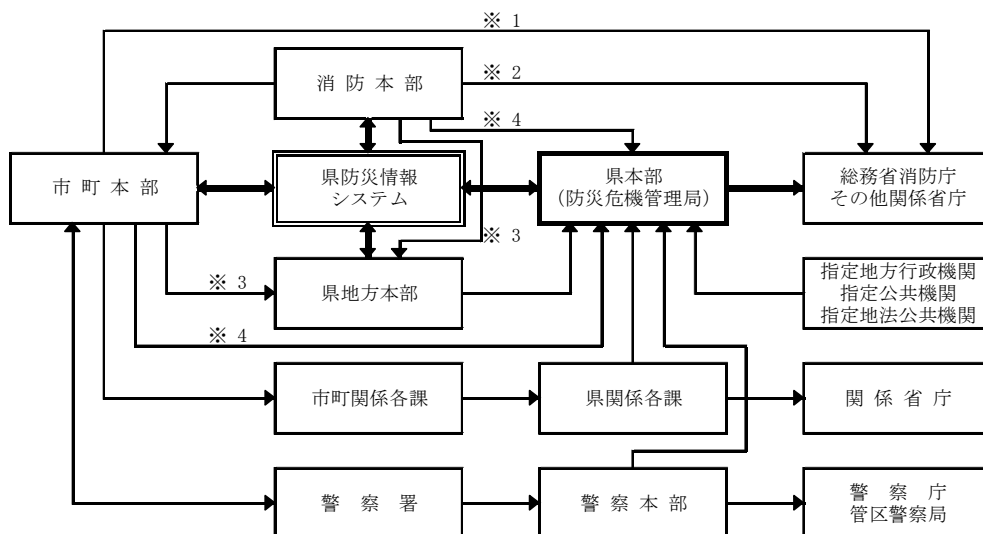 ※ 1
消 防 本 部
※ 2
※ 4
市 町 本 部
県防災情報
システム
県本部
(防災危機管理局)
総務省消防庁
その他関係省庁
※ 3
※ 3
県地方本部
指定地方行政機関
指定公共機関
指定地法公共機関
※ 4
市町関係各課
県関係各課
関 係 省 庁
警 察 署
警 察 本 部
警 察 庁
管区警察局